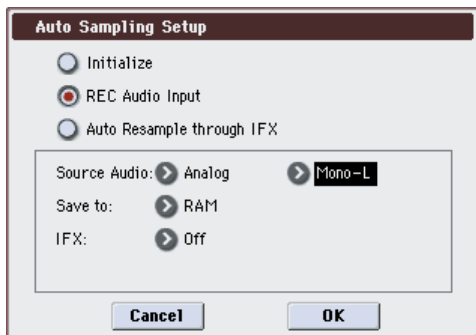 Auto Sampling Setup
Initialize
REC Audio Input
Auto Resample through IFX
Source Audio: Analog Mono-L
Save to: RAM
IFX: Off
Cancel OK